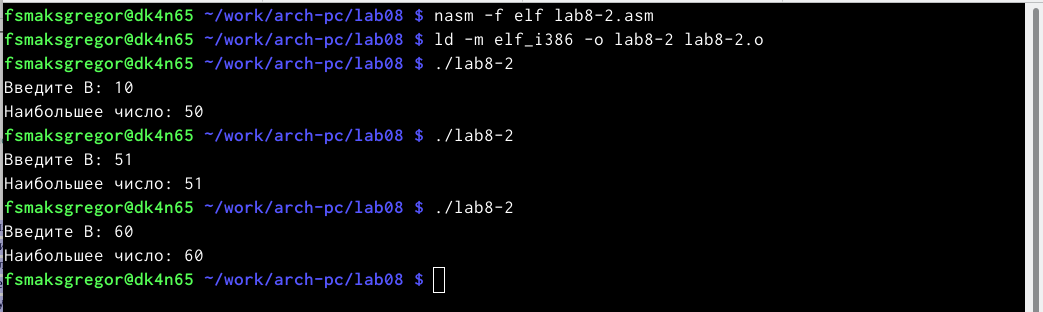 fsmaksgregor@dk4n65 ~/work/arch-pc/lab08 $ nasm -f elf lab8-2.asm
fsmaksgregor@dk4n65 ~/work/arch-pc/lab08 $ ld -m elf_i386 -o lab8-2 lab8-2.o
fsmaksgregor@dk4n65 ~/work/arch-pc/lab08 $ ./lab8-2
Введите B: 10
Наибольшее число: 50
fsmaksgregor@dk4n65 ~/work/arch-pc/lab08 $ ./lab8-2
Введите B: 51
Наибольшее число: 51
fsmaksgregor@dk4n65 ~/work/arch-pc/lab08 $ ./lab8-2
Введите B: 60
Наибольшее число: 60
fsmaksgregor@dk4n65 ~/work/arch-pc/lab08 $